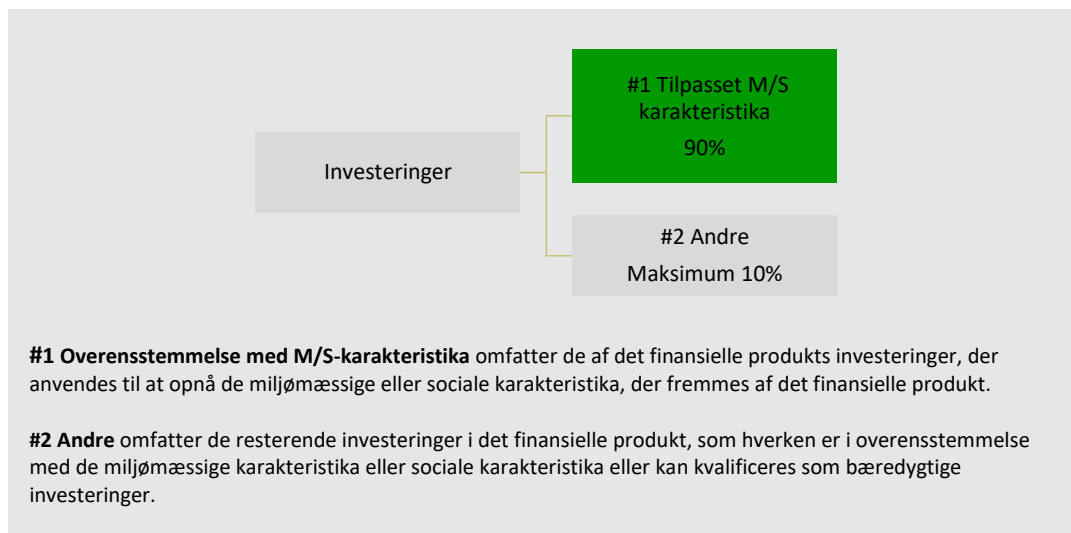 #1 Tilpasset M/S
karakteristika
90%
Investeringer
#2 Andre
Maksimum 10%
#1 Overensstemmelse med M/S-karakteristika omfatter de af det finansielle produkts investeringer, der
anvendes til at opnå de miljømæssige eller sociale karakteristika, der fremmes af det finansielle produkt.
#2 Andre omfatter de resterende investeringer i det finansielle produkt, som hverken er i overensstemmelse
med de miljømæssige karakteristika eller sociale karakteristika eller kan kvalificeres som bæredygtige
investeringer.